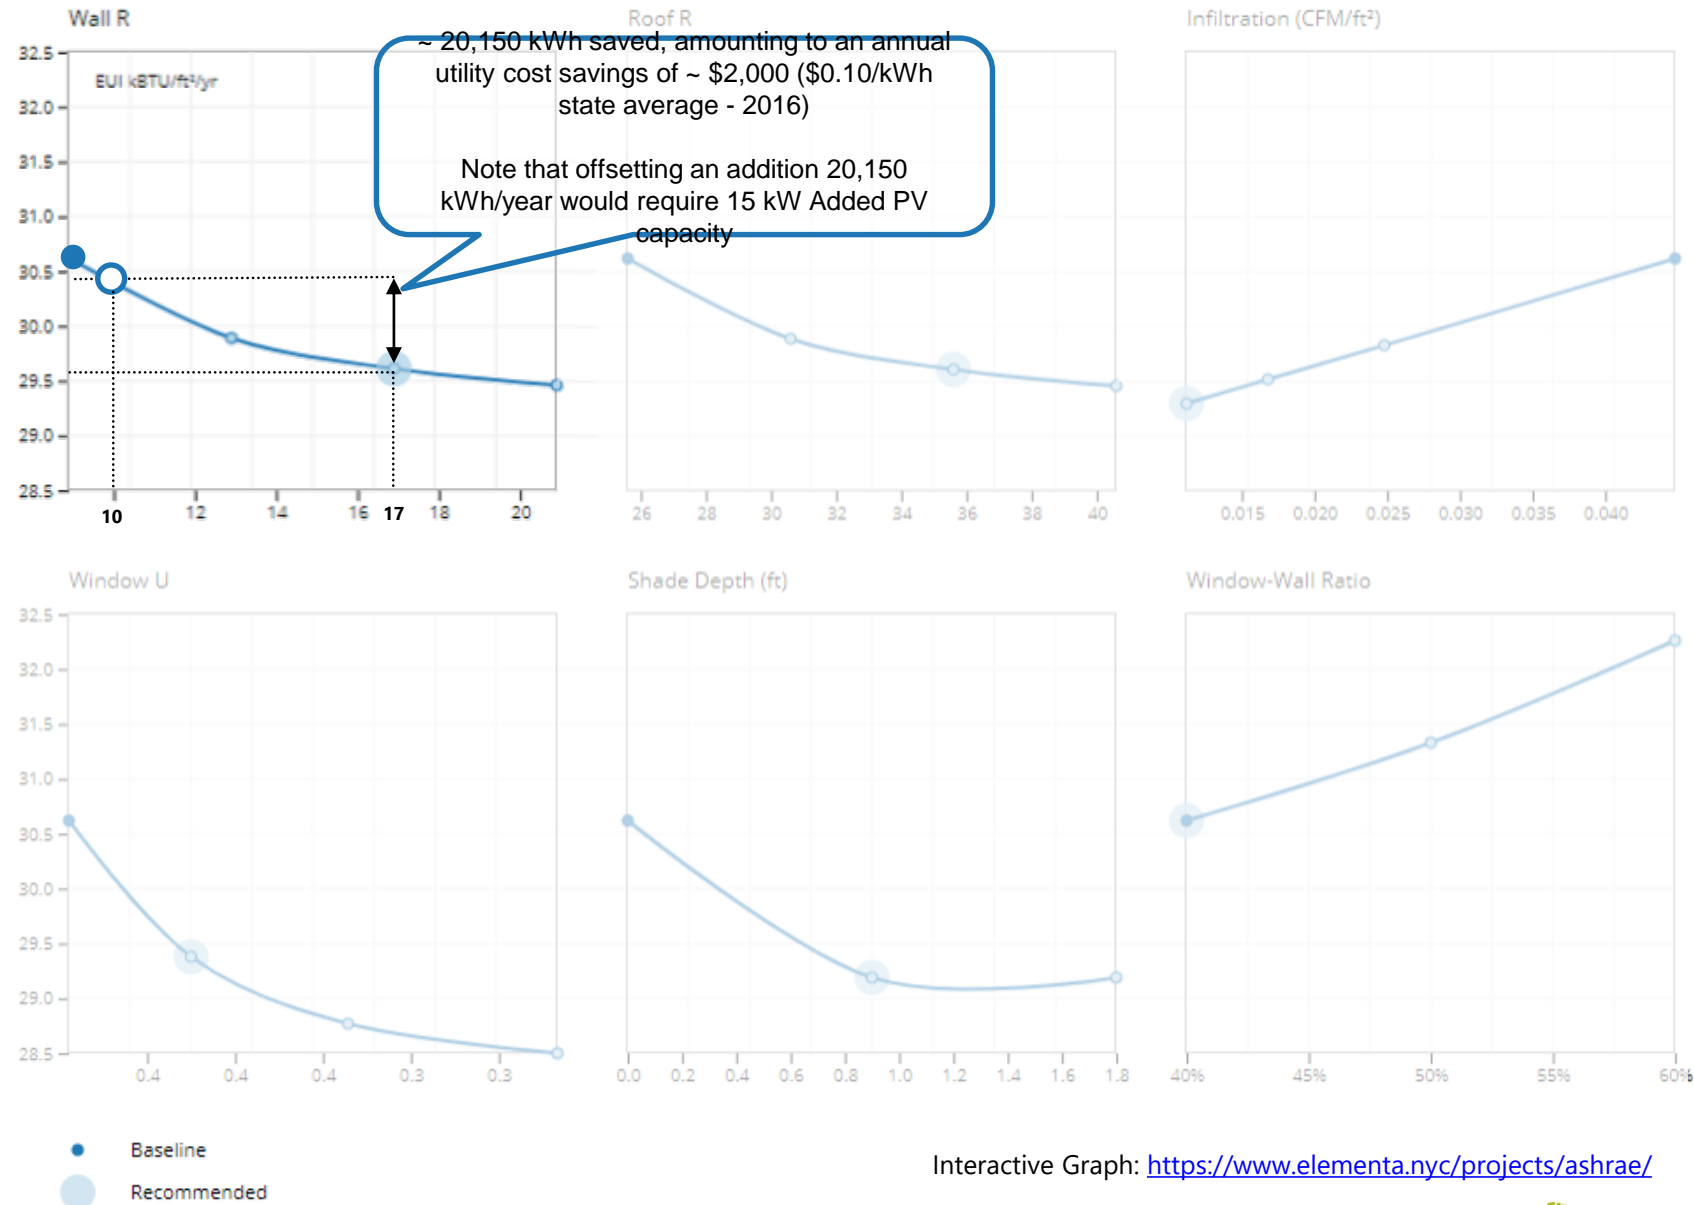 Wall R
Roof R
Infiltration (CFM/ft²)
32.5
32.0
31.5
31.0
30.5
30.0
29.5
29.0
28.5
EUI kBTU/ft²/yr
~ 20,150 kWh saved, amounting to an annual
utility cost savings of ~ $2,000 ($0.10/kWh
state average - 2016)
Note that offsetting an addition 20,150
kWh/year would require 15 kW Added PV
capacity
10 12 14 16 17 18 20
26 28 30 32 34 36 38 40
0.015 0.020 0.025 0.030 0.035 0.040
Window U
Shade Depth (ft)
Window-Wall Ratio
32.5
32.0
31.5
31.0
30.5
30.0
29.5
29.0
28.5
0.4 0.4 0.4 0.3 0.3
0.0 0.2 0.4 0.6 0.8 1.0 1.2 1.4 1.6 1.8
40% 45% 50% 55% 60%
Baseline
Recommended
Interactive Graph: https://www.elementa.nyc/projects/ashrae/